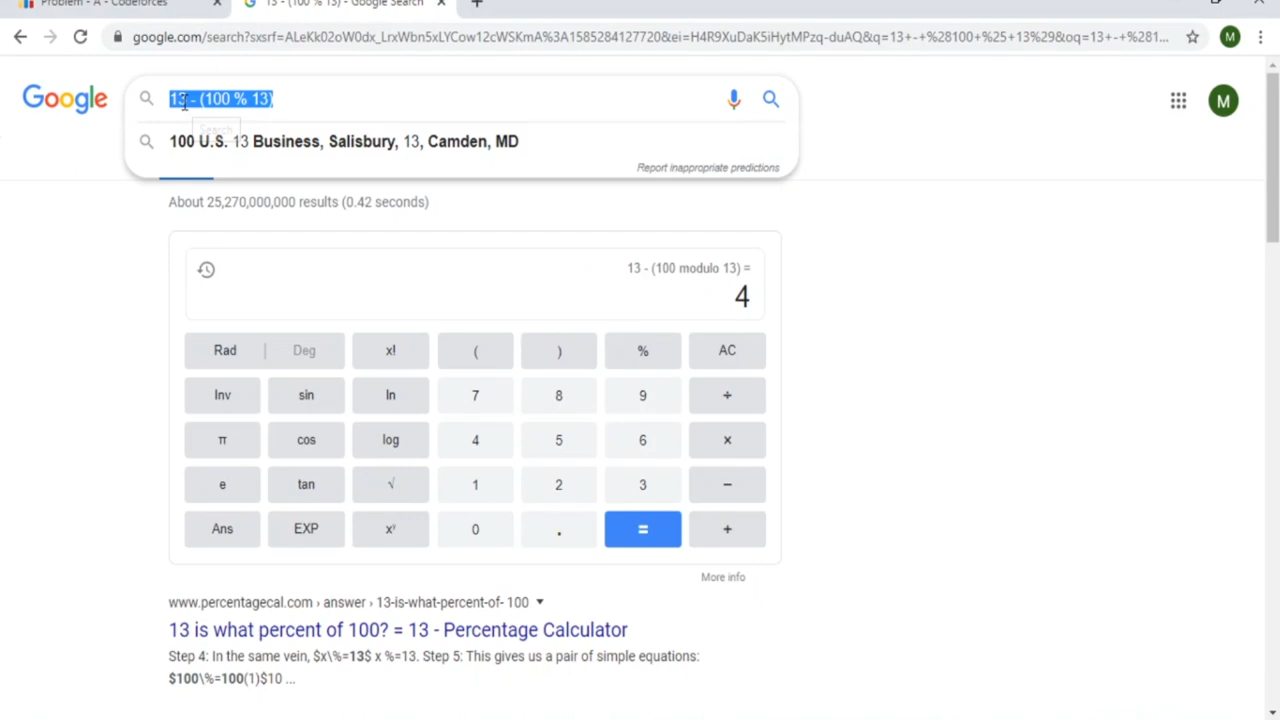 Problem - A - Codeforces
13 - (100 % 13) - Google Search
google.com/search?sxsrf=ALeKk02oW0dx_LrxWbn5xLYCow12cWSKmA%3A1585284127720&ei=H4R9XuDaK5iHytMPzq-duAQ&q=13+-+%28100+%25+13%29&oq=13+-+%281...
M
Google
13 - (100 % 13)
M
Search
100 U.S. 13 Business, Salisbury, 13, Camden, MD
Report inappropriate predictions
About 25,270,000,000 results (0.42 seconds)
13 - (100 modulo 13) =
4
Rad | Deg x! ( ) % AC
Inv sin ln 7 8 9 ÷
π cos log 4 5 6 ×
e tan √ 1 2 3 −
Ans EXP xʸ 0 . = +
More info
www.percentagecal.com › answer › 13-is-what-percent-of- 100
13 is what percent of 100? = 13 - Percentage Calculator
Step 4: In the same vein, $x\%=13$ x %=13. Step 5: This gives us a pair of simple equations:
$100\%=100(1)$10 ...